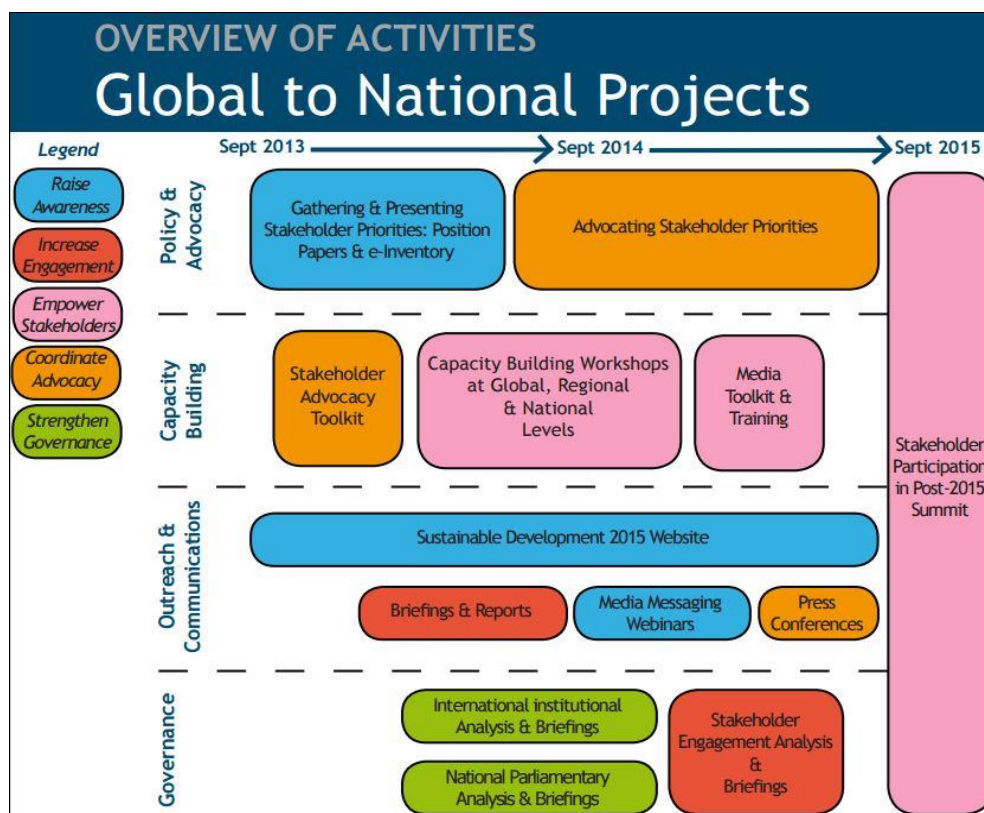 OVERVIEW OF ACTIVITIES
Global to National Projects
Legend
Raise
Awareness
Increase
Engagement
Empower
Stakeholders
Coordinate
Advocacy
Strengthen
Governance
Sept 2013
Sept 2014
Sept 2015
Policy &
Advocacy
Gathering & Presenting
Stakeholder Priorities: Position
Papers & e-Inventory
Advocating Stakeholder Priorities
Capacity
Building
Stakeholder
Advocacy
Toolkit
Capacity Building Workshops
at Global, Regional
& National
Levels
Media
Toolkit &
Training
Outreach &
Communications
Sustainable Development 2015 Website
Briefings & Reports
Media Messaging
Webinars
Press
Conferences
Governance
International institutional
Analysis & Briefings
National Parliamentary
Analysis & Briefings
Stakeholder
Engagement Analysis
&
Briefings
Stakeholder
Participation
in Post-2015
Summit